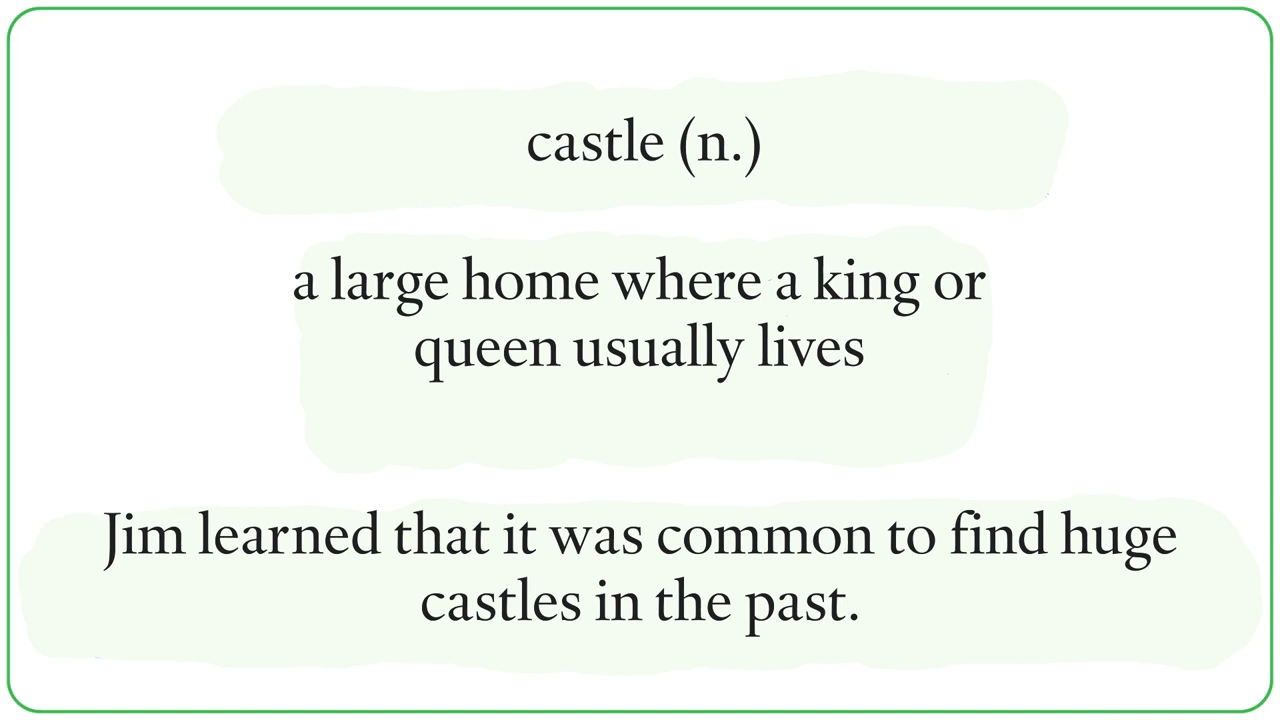 castle (n.)
a large home where a king or
queen usually lives
Jim learned that it was common to find huge
castles in the past.